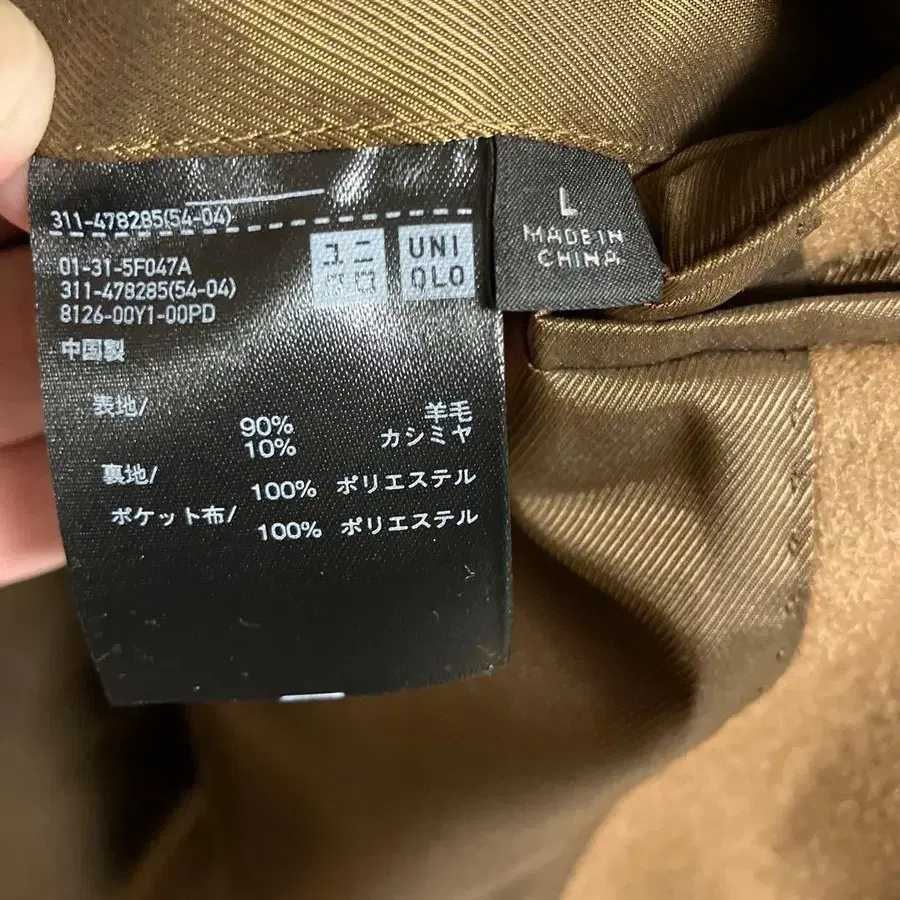 311-478285(54-04)
01-31-5F047A
311-478285(54-04)
8126-00Y1-00PD
中国製
ユニ
クロ
UNI
QLO
L
MADE IN
CHINA
表地/
90% 羊毛
10% カシミヤ
裏地/
100% ポリエステル
ポケット布/
100% ポリエステル